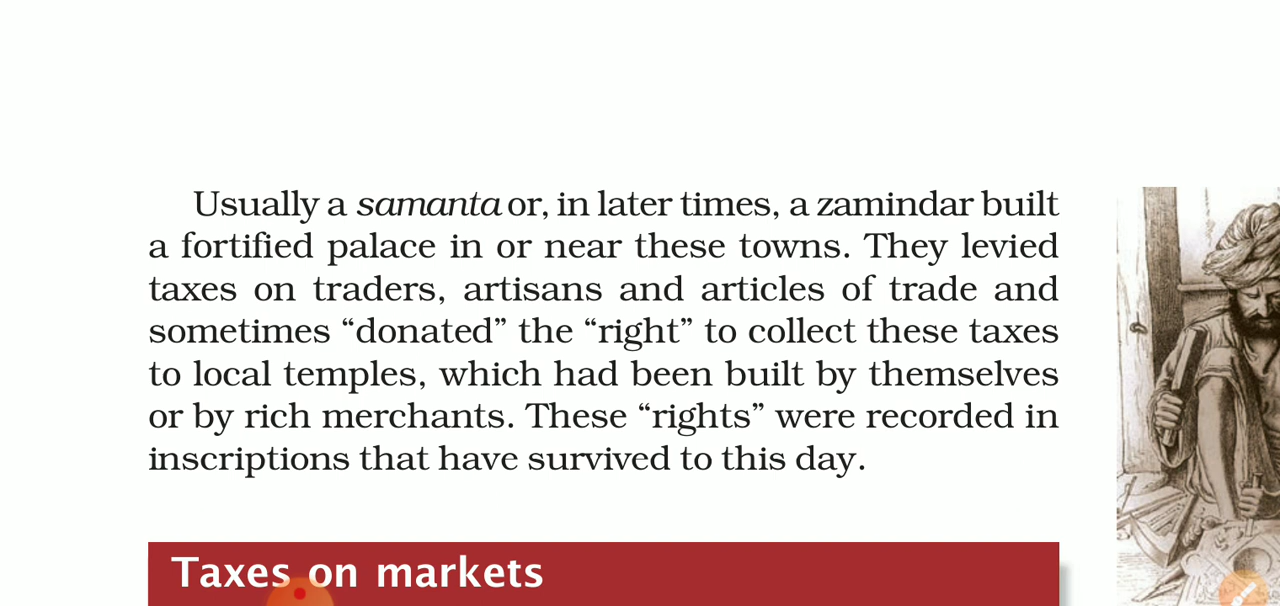 Usually a samanta or, in later times, a zamindar built
a fortified palace in or near these towns. They levied
taxes on traders, artisans and articles of trade and
sometimes “donated” the “right” to collect these taxes
to local temples, which had been built by themselves
or by rich merchants. These “rights” were recorded in
inscriptions that have survived to this day.
Taxes on markets